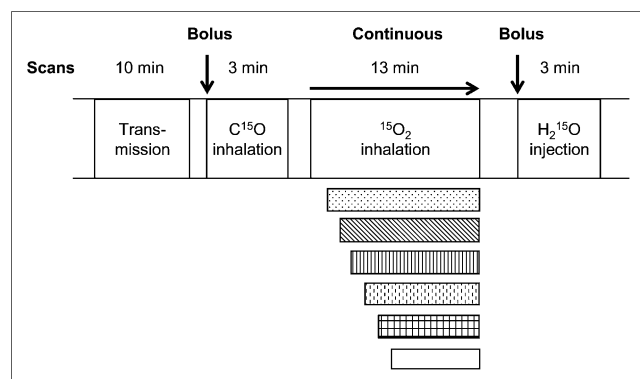 Bolus Continuous Bolus
Scans 10 min 3 min 13 min 3 min
Trans-
mission
C¹⁵O
inhalation
¹⁵O₂
inhalation
H₂¹⁵O
injection